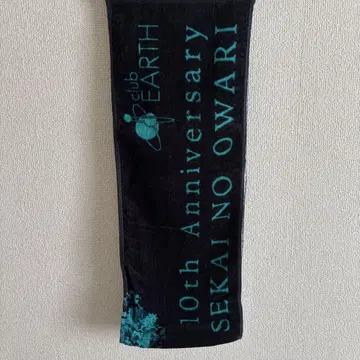 club
EARTH
10th Anniversary
SEKAI NO OWARI